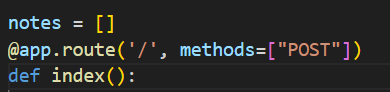 notes = []
@app.route('/', methods=["POST"])
def index():